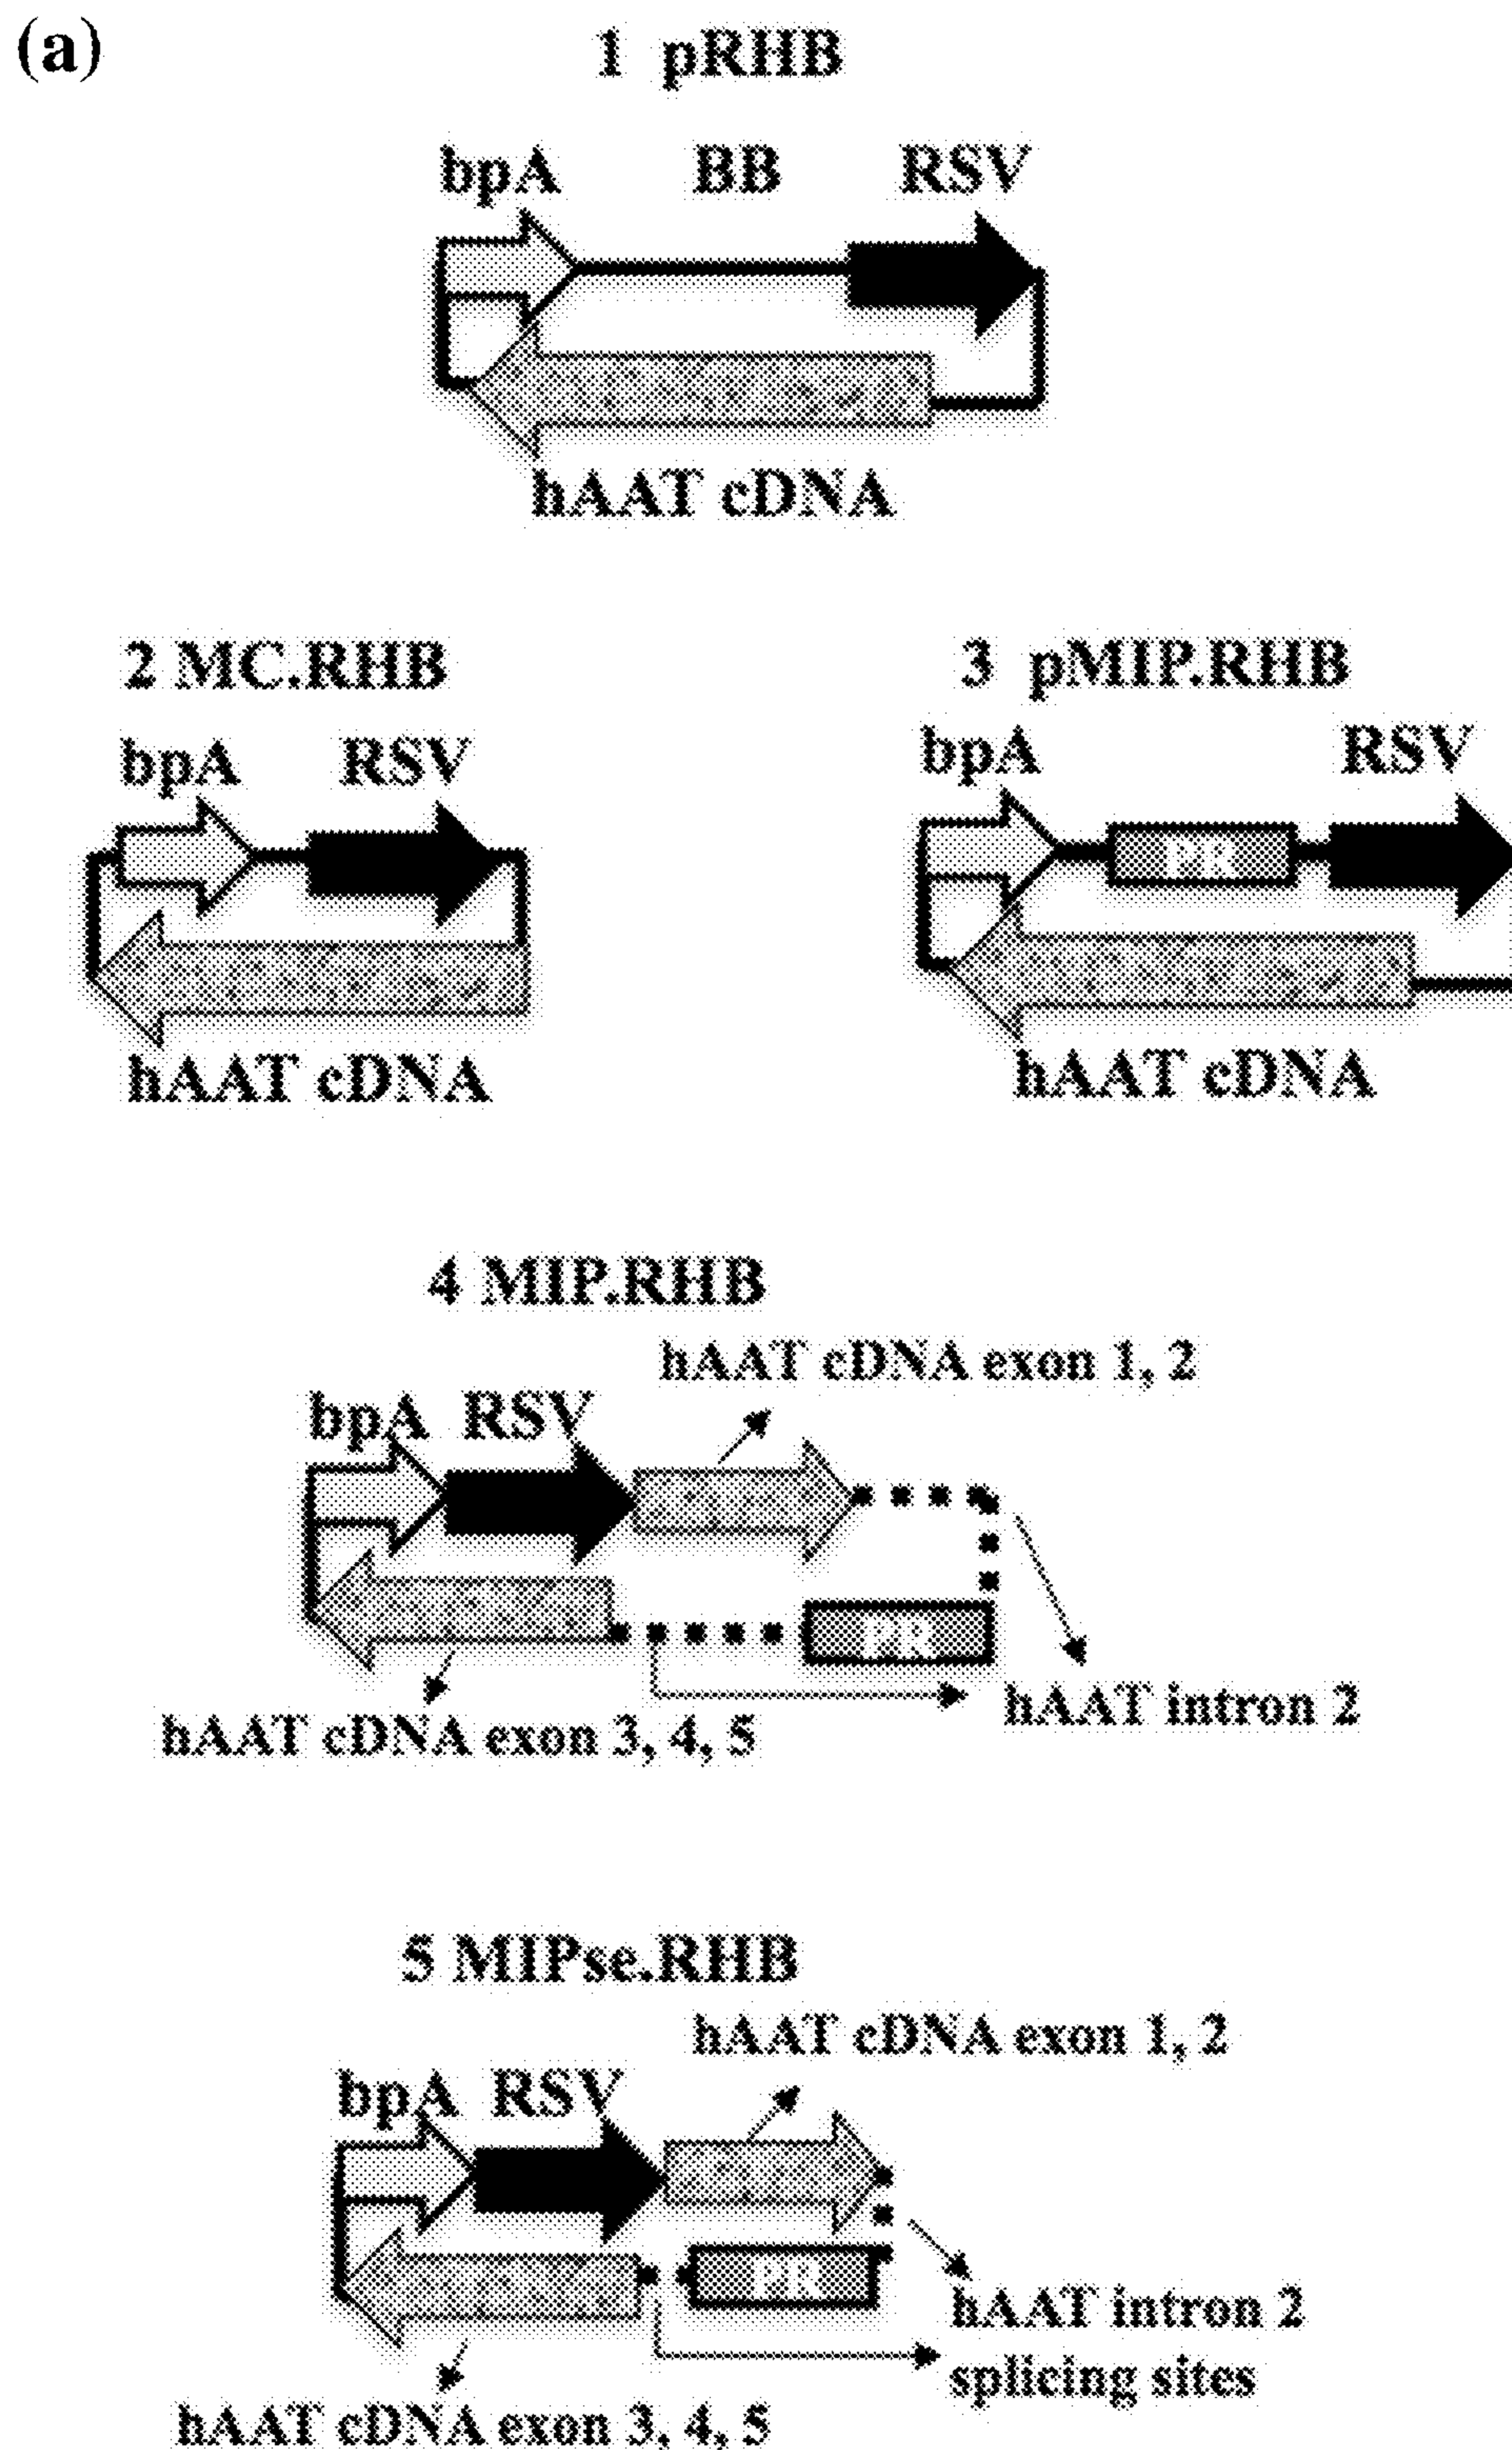 (a)
1 pRHB
bpA BB RSV
hAAT cDNA
2 MC.RHB
bpA RSV
hAAT cDNA
3 pMIP.RHB
bpA RSV
PR
hAAT cDNA
4 MIP.RHB
hAAT cDNA exon 1, 2
bpA RSV
PR
hAAT intron 2
hAAT cDNA exon 3, 4, 5
5 MIPse.RHB
hAAT cDNA exon 1, 2
bpA RSV
PR
hAAT intron 2
splicing sites
hAAT cDNA exon 3, 4, 5